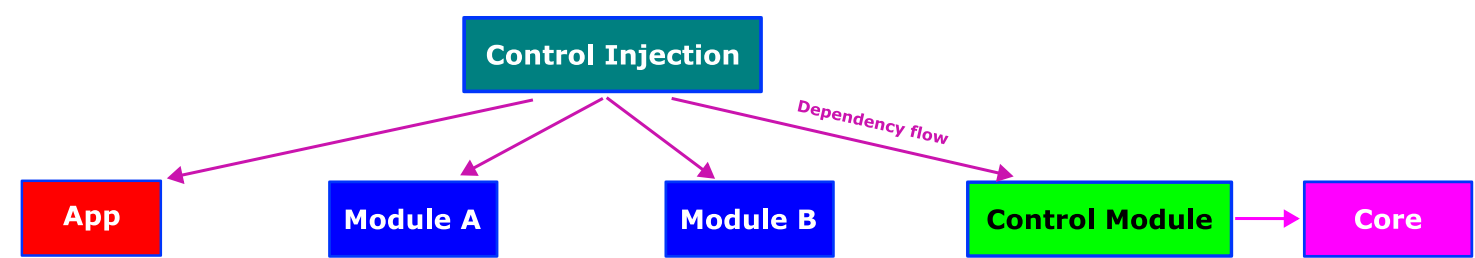 Control Injection
Dependency flow
App
Module A
Module B
Control Module
Core